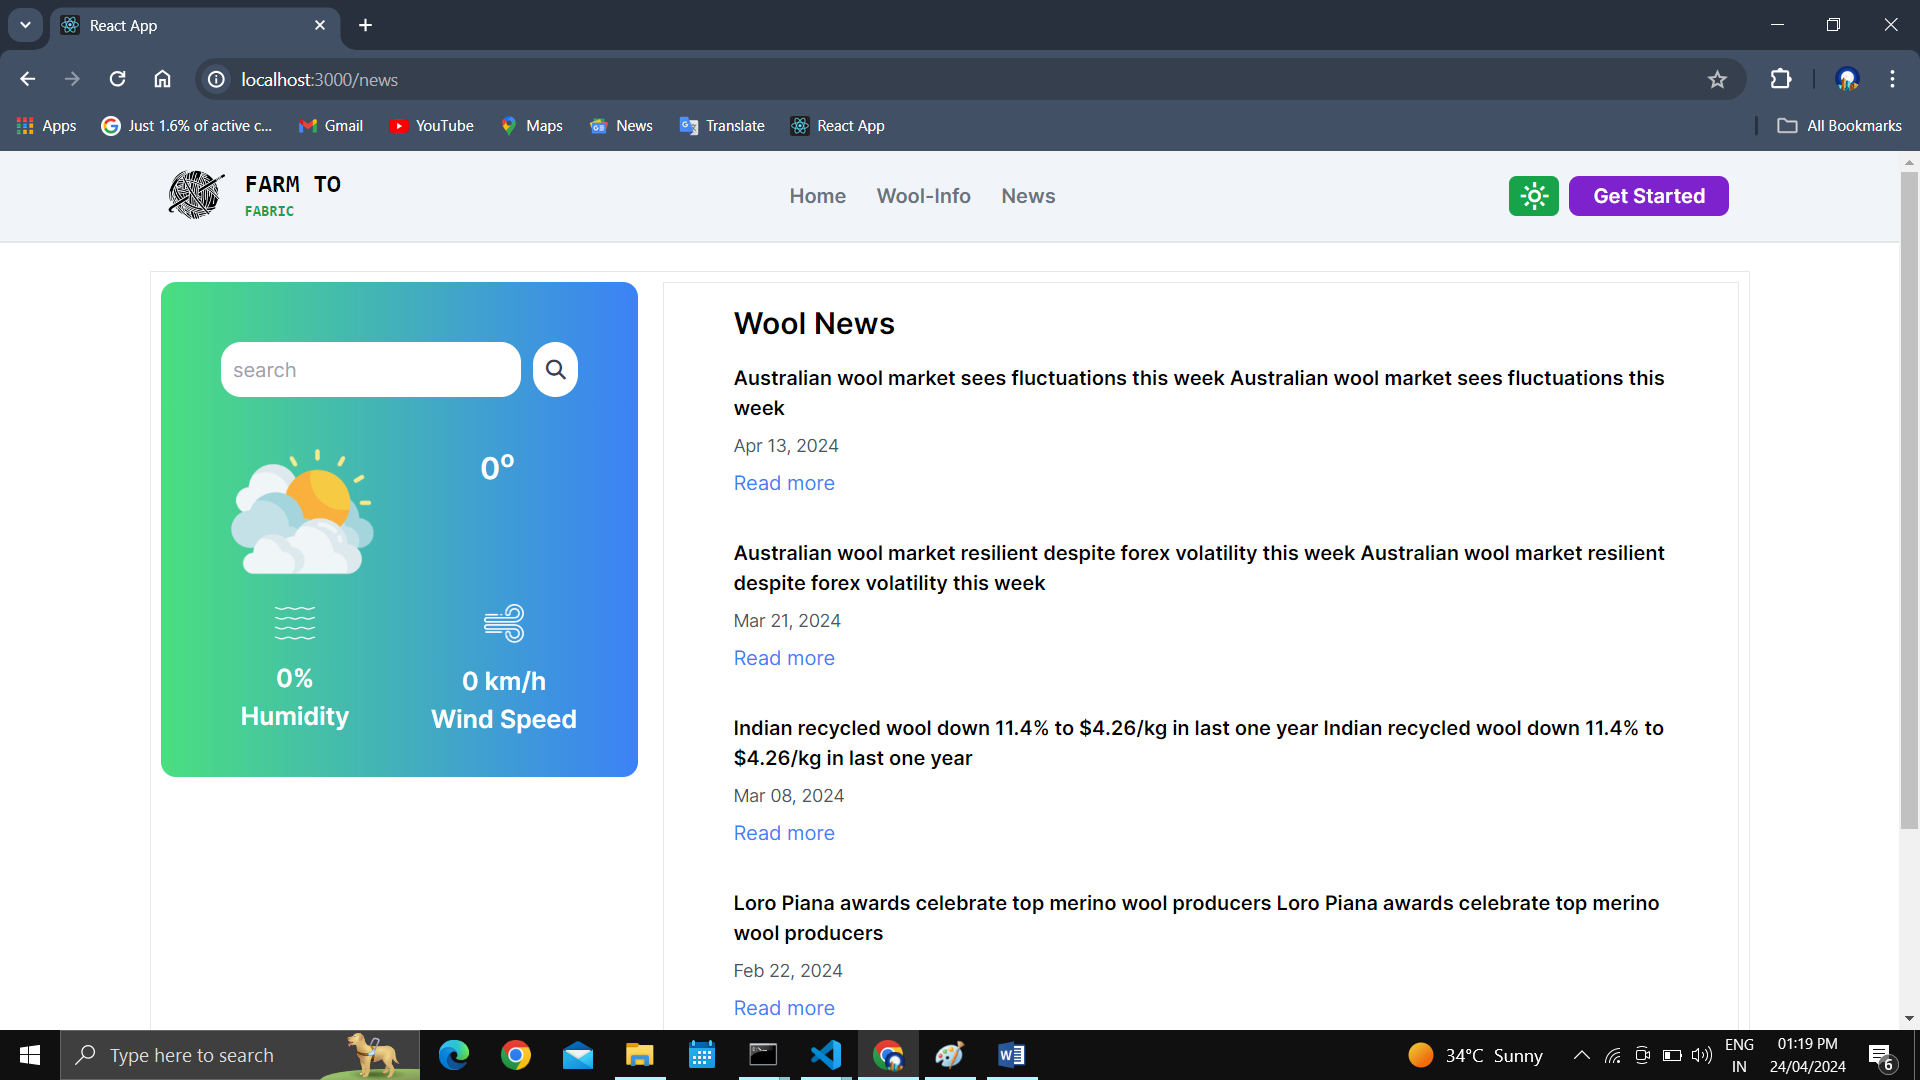 React App
localhost:3000/news
Apps
Just 1.6% of active c...
Gmail
YouTube
Maps
News
Translate
React App
All Bookmarks
FARM TO
FABRIC
Home
Wool-Info
News
Get Started
search
0°
0%
Humidity
0 km/h
Wind Speed
Wool News
Australian wool market sees fluctuations this week Australian wool market sees fluctuations this
week
Apr 13, 2024
Read more
Australian wool market resilient despite forex volatility this week Australian wool market resilient
despite forex volatility this week
Mar 21, 2024
Read more
Indian recycled wool down 11.4% to $4.26/kg in last one year Indian recycled wool down 11.4% to
$4.26/kg in last one year
Mar 08, 2024
Read more
Loro Piana awards celebrate top merino wool producers Loro Piana awards celebrate top merino
wool producers
Feb 22, 2024
Read more
Type here to search
34°C Sunny
ENG
IN
01:19 PM
24/04/2024
6